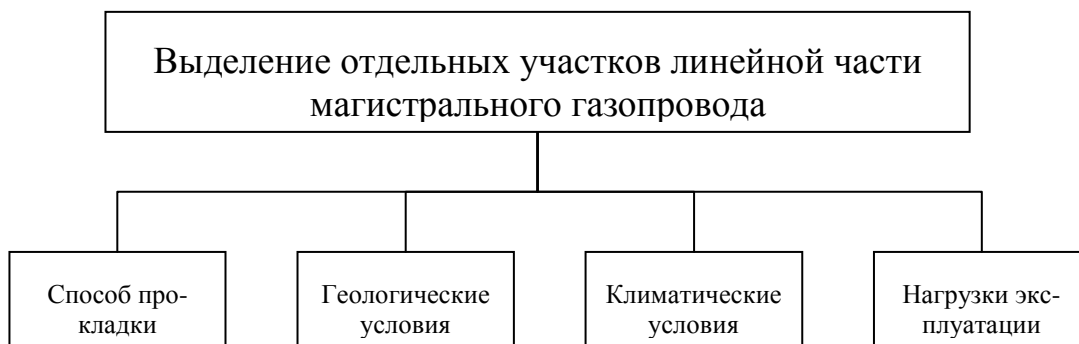 Выделение отдельных участков линейной части
магистрального газопровода
Способ про-
кладки
Геологические
условия
Климатические
условия
Нагрузки экс-
плуатации